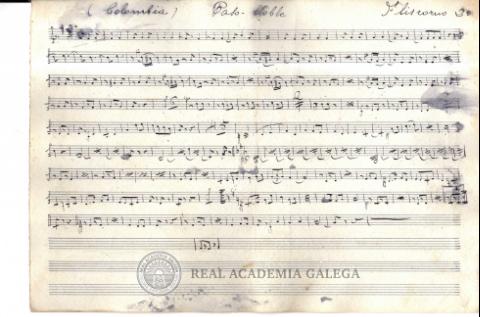 (Colombia) Paso-doble Fliscorno 3º
REAL ACADEMIA GALEGA